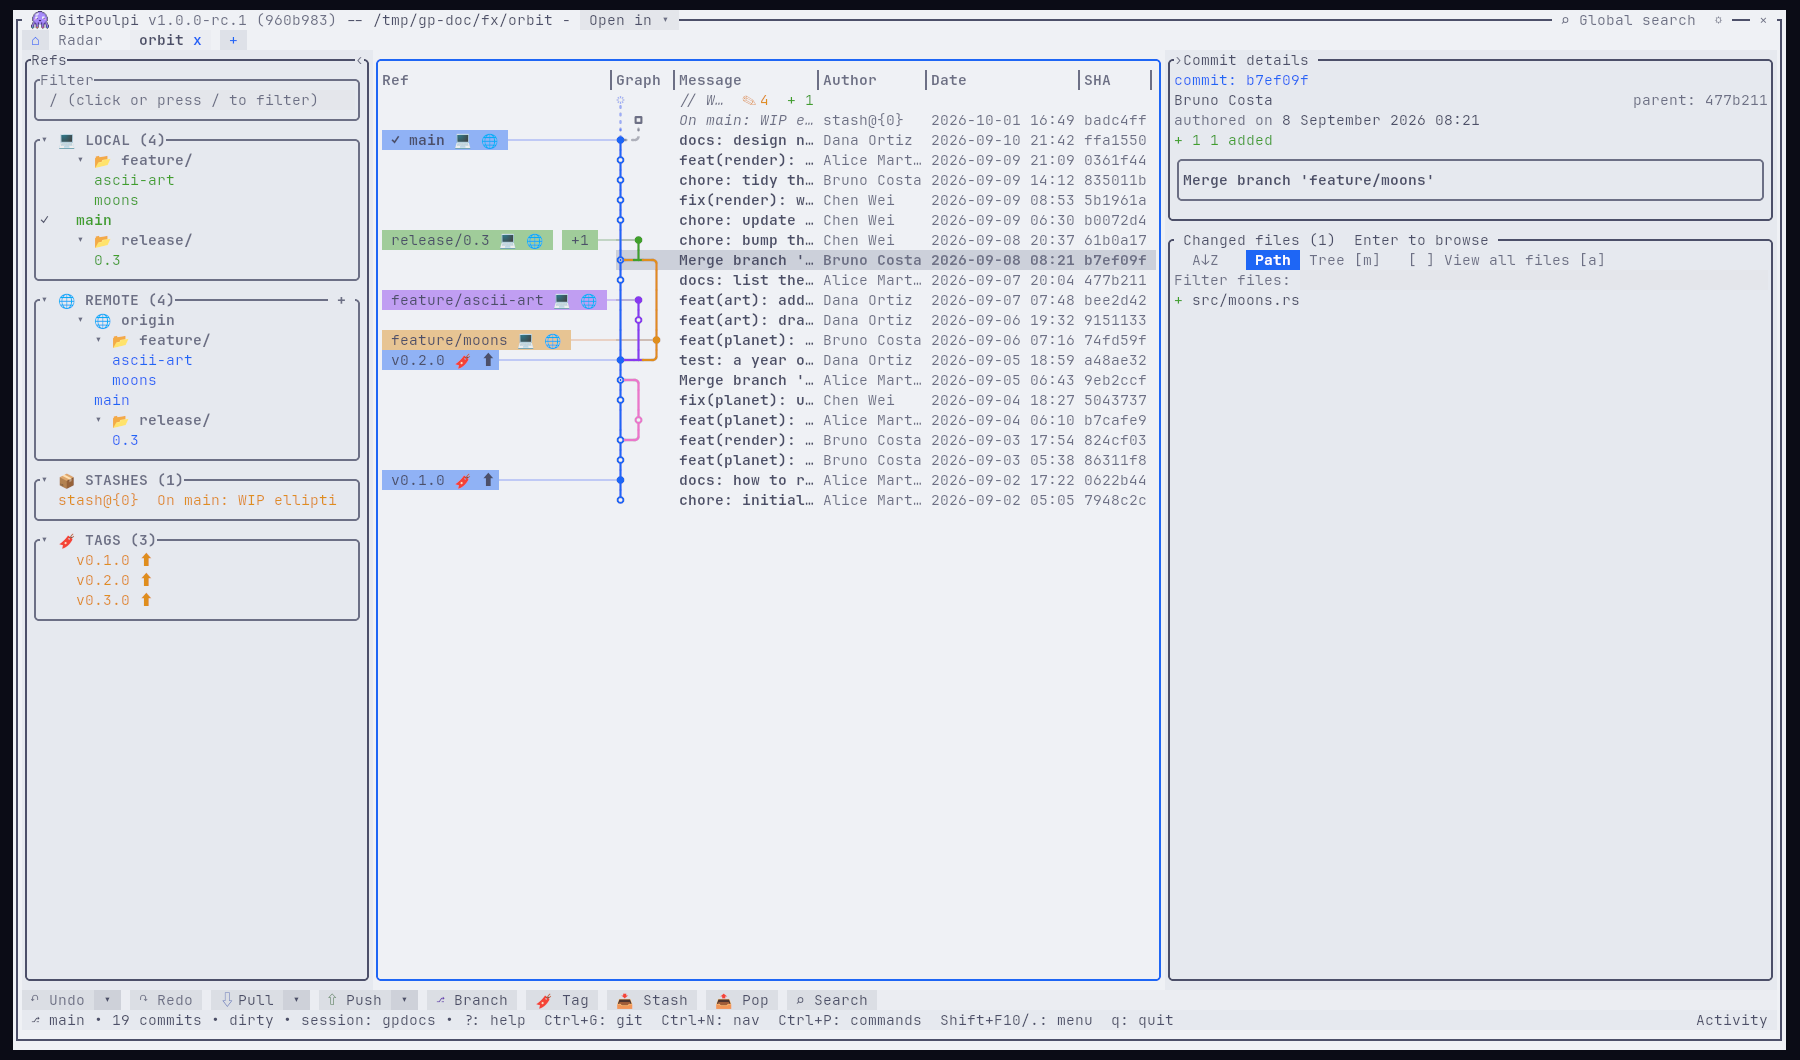 GitPoulpi v1.0.0-rc.1 (960b983) -- /tmp/gp-doc/fx/orbit - Open in ▾ ⌕ Global search ☼ ×
⌂ Radar orbit x +
Refs ‹
Filter
/ (click or press / to filter)
▾ LOCAL (4)
▾ feature/
ascii-art
moons
✓ main
▾ release/
0.3
▾ REMOTE (4) +
▾ origin
▾ feature/
ascii-art
moons
main
▾ release/
0.3
▾ STASHES (1)
stash@{0} On main: WIP ellipti
▾ TAGS (3)
v0.1.0 ⬆
v0.2.0 ⬆
v0.3.0 ⬆
Ref Graph Message Author Date SHA
// W… ✎ 4 + 1
On main: WIP e… stash@{0} 2026-10-01 16:49 badc4ff
✓ main docs: design n… Dana Ortiz 2026-09-10 21:42 ffa1550
feat(render): … Alice Mart… 2026-09-09 21:09 0361f44
chore: tidy th… Bruno Costa 2026-09-09 14:12 835011b
fix(render): w… Chen Wei 2026-09-09 08:53 5b1961a
chore: update … Chen Wei 2026-09-09 06:30 b0072d4
release/0.3 +1 chore: bump th… Chen Wei 2026-09-08 20:37 61b0a17
Merge branch '… Bruno Costa 2026-09-08 08:21 b7ef09f
docs: list the… Alice Mart… 2026-09-07 20:04 477b211
feature/ascii-art feat(art): add… Dana Ortiz 2026-09-07 07:48 bee2d42
feat(art): dra… Dana Ortiz 2026-09-06 19:32 9151133
feature/moons feat(planet): … Bruno Costa 2026-09-06 07:16 74fd59f
v0.2.0 ⬆ test: a year o… Dana Ortiz 2026-09-05 18:59 a48ae32
Merge branch '… Alice Mart… 2026-09-05 06:43 9eb2ccf
fix(planet): u… Chen Wei 2026-09-04 18:27 5043737
feat(planet): … Alice Mart… 2026-09-04 06:10 b7cafe9
feat(render): … Bruno Costa 2026-09-03 17:54 824cf03
feat(planet): … Bruno Costa 2026-09-03 05:38 86311f8
v0.1.0 ⬆ docs: how to r… Alice Mart… 2026-09-02 17:22 0622b44
chore: initial… Alice Mart… 2026-09-02 05:05 7948c2c
› Commit details
commit: b7ef09f
Bruno Costa parent: 477b211
authored on 8 September 2026 08:21
+ 1 1 added
Merge branch 'feature/moons'
Changed files (1) Enter to browse
A↓Z Path Tree [m] [ ] View all files [a]
Filter files:
+ src/moons.rs
↶ Undo ▾ ↷ Redo ⇩ Pull ▾ ⇧ Push ▾ ⎇ Branch Tag Stash Pop ⌕ Search
⎇ main • 19 commits • dirty • session: gpdocs • ?: help Ctrl+G: git Ctrl+N: nav Ctrl+P: commands Shift+F10/.: menu q: quit Activity